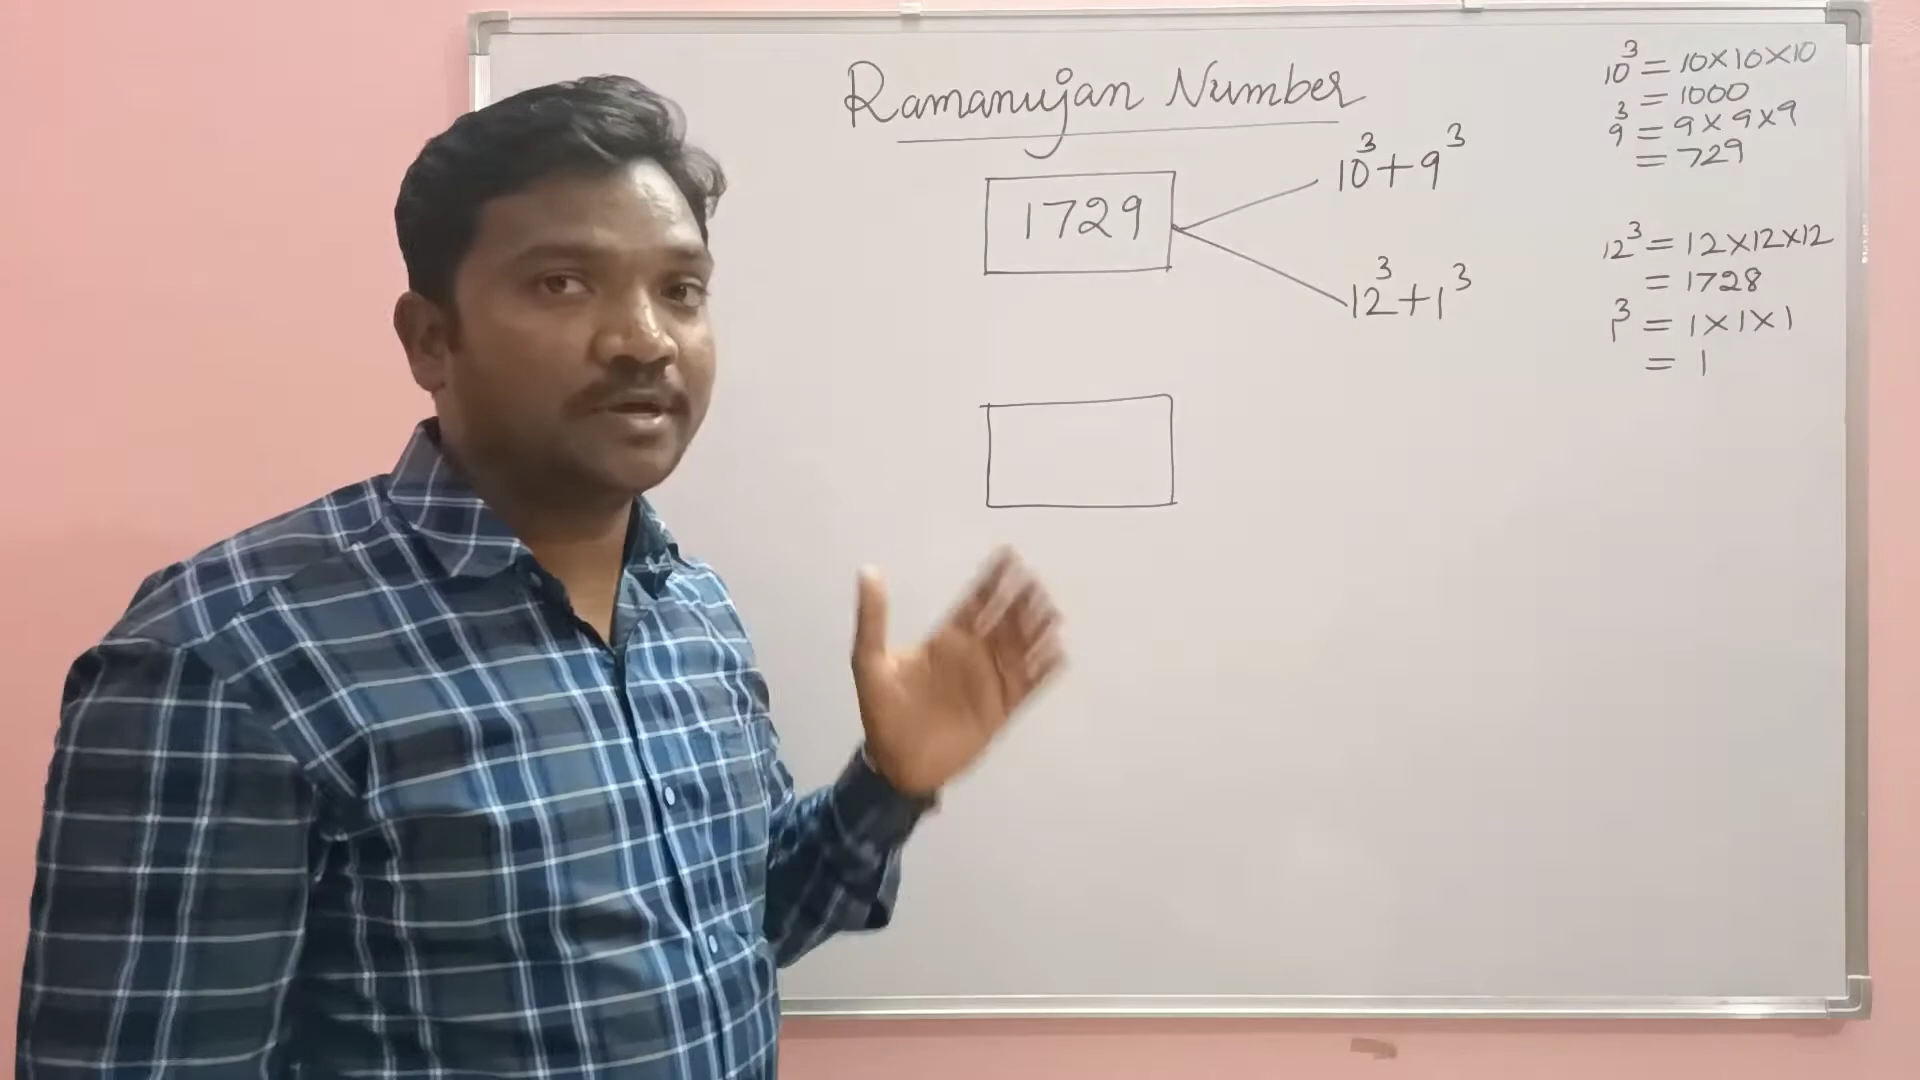 Ramanujan Number
1729
10³+9³
12³+1³
10³ = 10×10×10
= 1000
9³ = 9×9×9
= 729
12³ = 12×12×12
= 1728
1³ = 1×1×1
= 1